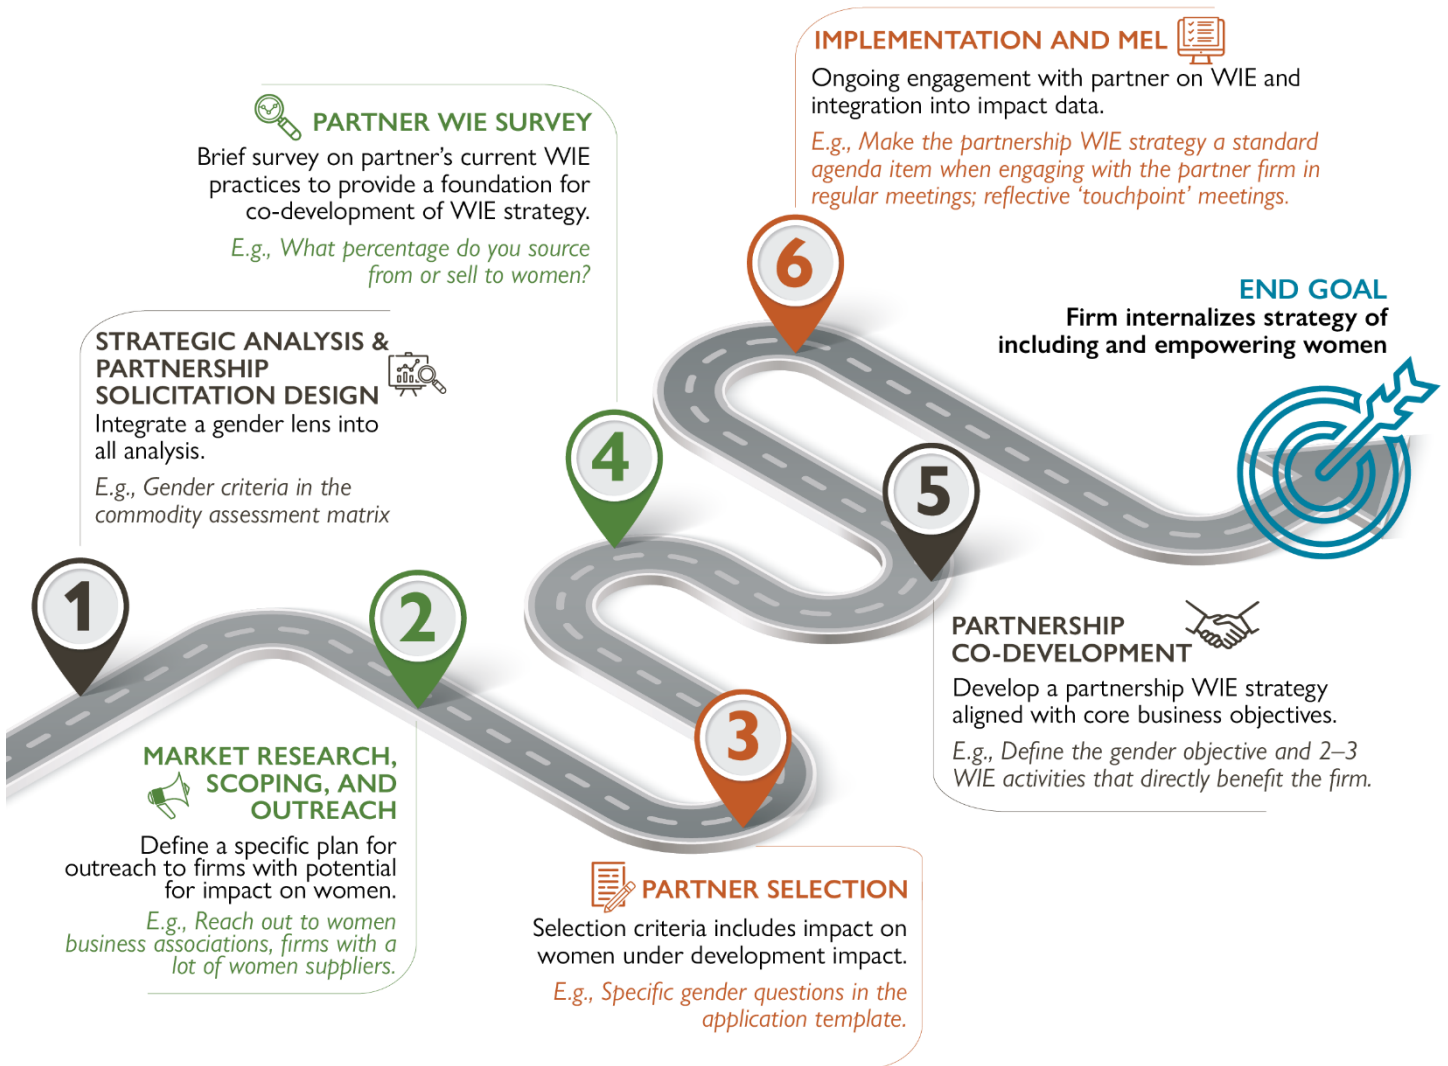 1
STRATEGIC ANALYSIS &
PARTNERSHIP
SOLICITATION DESIGN
Integrate a gender lens into
all analysis.
E.g., Gender criteria in the
commodity assessment matrix
2
MARKET RESEARCH,
SCOPING, AND
OUTREACH
Define a specific plan for
outreach to firms with potential
for impact on women.
E.g., Reach out to women
business associations, firms with a
lot of women suppliers.
3
PARTNER SELECTION
Selection criteria includes impact on
women under development impact.
E.g., Specific gender questions in the
application template.
4
PARTNER WIE SURVEY
Brief survey on partner’s current WIE
practices to provide a foundation for
co-development of WIE strategy.
E.g., What percentage do you source
from or sell to women?
5
PARTNERSHIP
CO-DEVELOPMENT
Develop a partnership WIE strategy
aligned with core business objectives.
E.g., Define the gender objective and 2–3
WIE activities that directly benefit the firm.
6
IMPLEMENTATION AND MEL
Ongoing engagement with partner on WIE and
integration into impact data.
E.g., Make the partnership WIE strategy a standard
agenda item when engaging with the partner firm in
regular meetings; reflective ‘touchpoint’ meetings.
END GOAL
Firm internalizes strategy of
including and empowering women